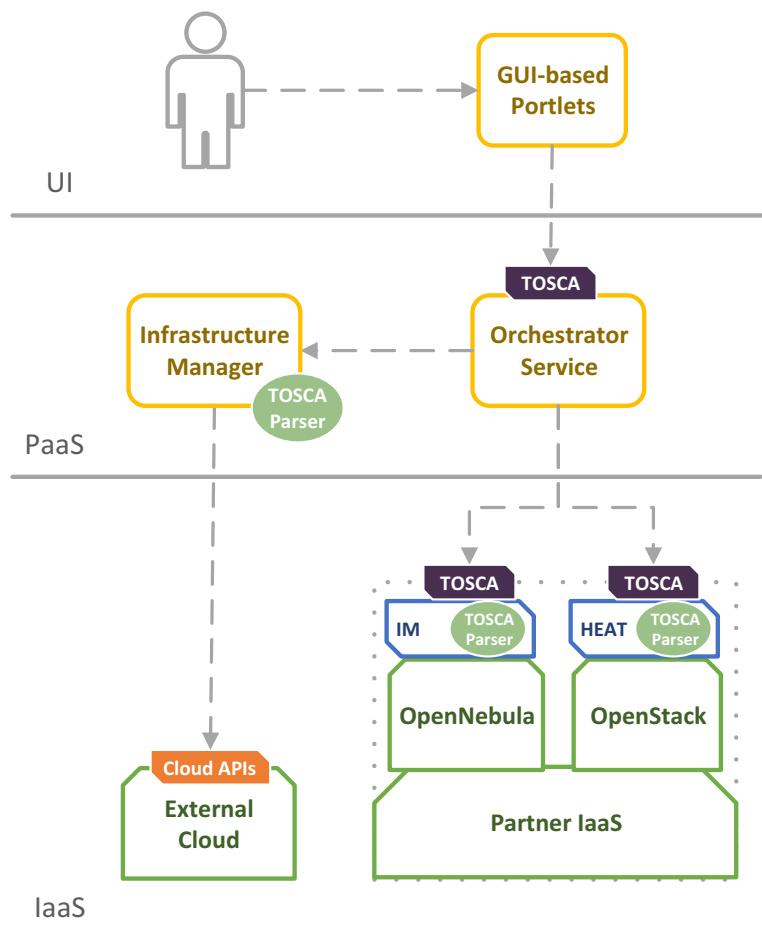 GUI-based
Portlets
UI
TOSCA
Infrastructure
Manager
TOSCA
Parser
Orchestrator
Service
PaaS
TOSCA
TOSCA
IM
TOSCA
Parser
HEAT
TOSCA
Parser
OpenNebula
OpenStack
Cloud APIs
External
Cloud
Partner IaaS
IaaS